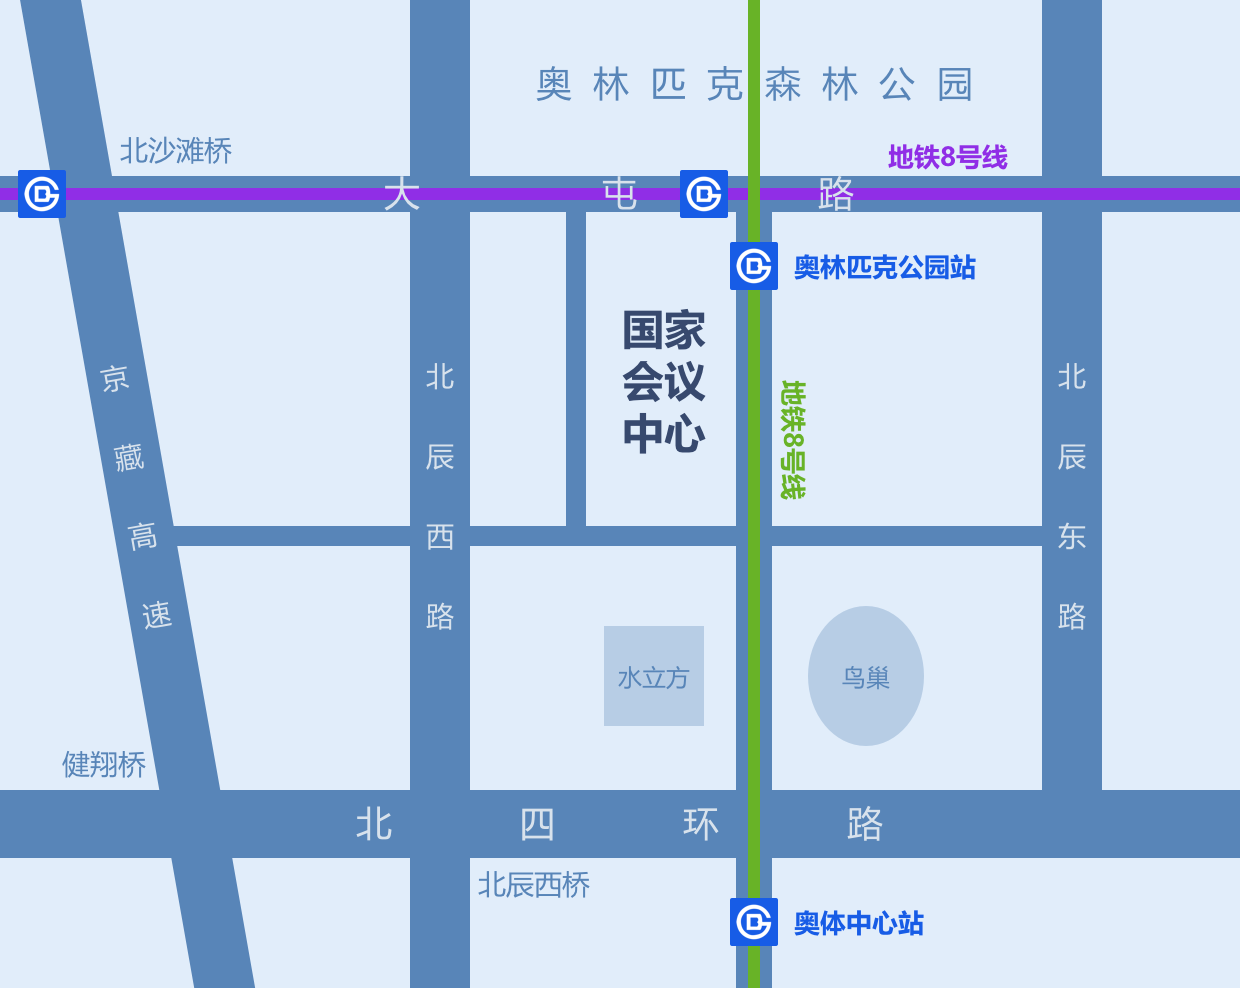 奥林匹克森林公园
北沙滩桥
地铁8号线
大屯路
奥林匹克公园站
国家
会议
中心
地铁8号线
京藏高速
北辰西路
北辰东路
水立方
鸟巢
健翔桥
北四环路
北辰西桥
奥体中心站